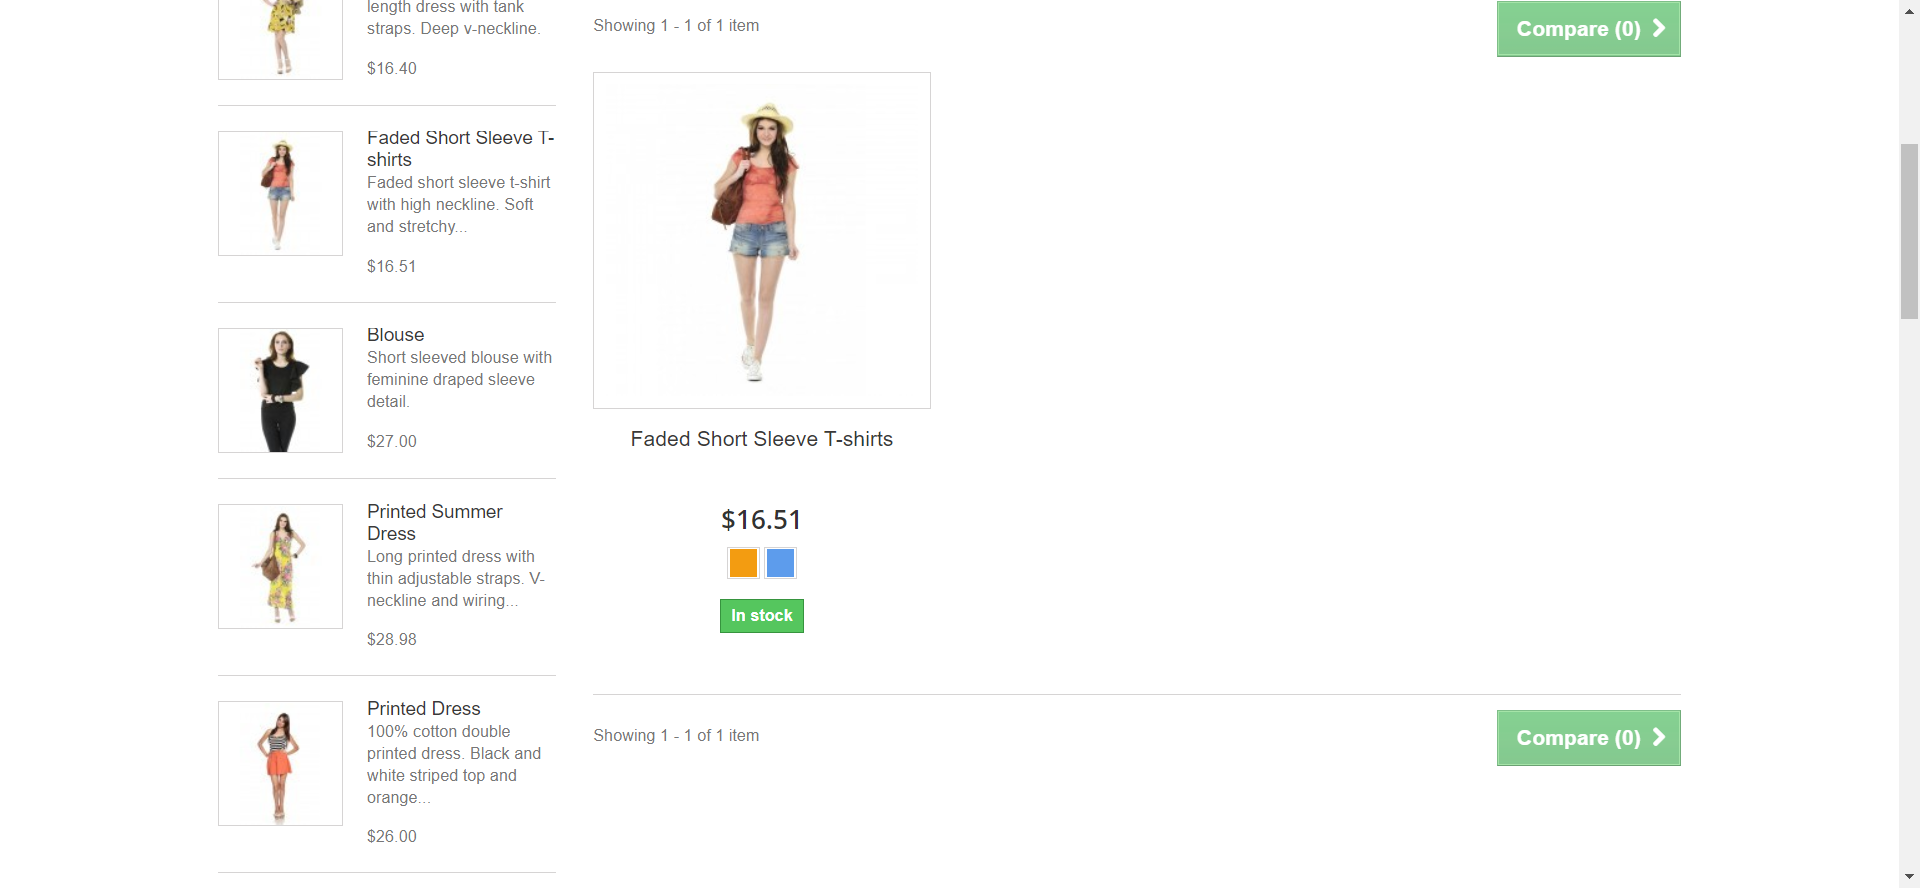 length dress with tank
straps. Deep v-neckline.
$16.40
Faded Short Sleeve T-
shirts
Faded short sleeve t-shirt
with high neckline. Soft
and stretchy...
$16.51
Blouse
Short sleeved blouse with
feminine draped sleeve
detail.
$27.00
Printed Summer
Dress
Long printed dress with
thin adjustable straps. V-
neckline and wiring...
$28.98
Printed Dress
100% cotton double
printed dress. Black and
white striped top and
orange...
$26.00
Showing 1 - 1 of 1 item
Compare (0)
Faded Short Sleeve T-shirts
$16.51
In stock
Showing 1 - 1 of 1 item
Compare (0)